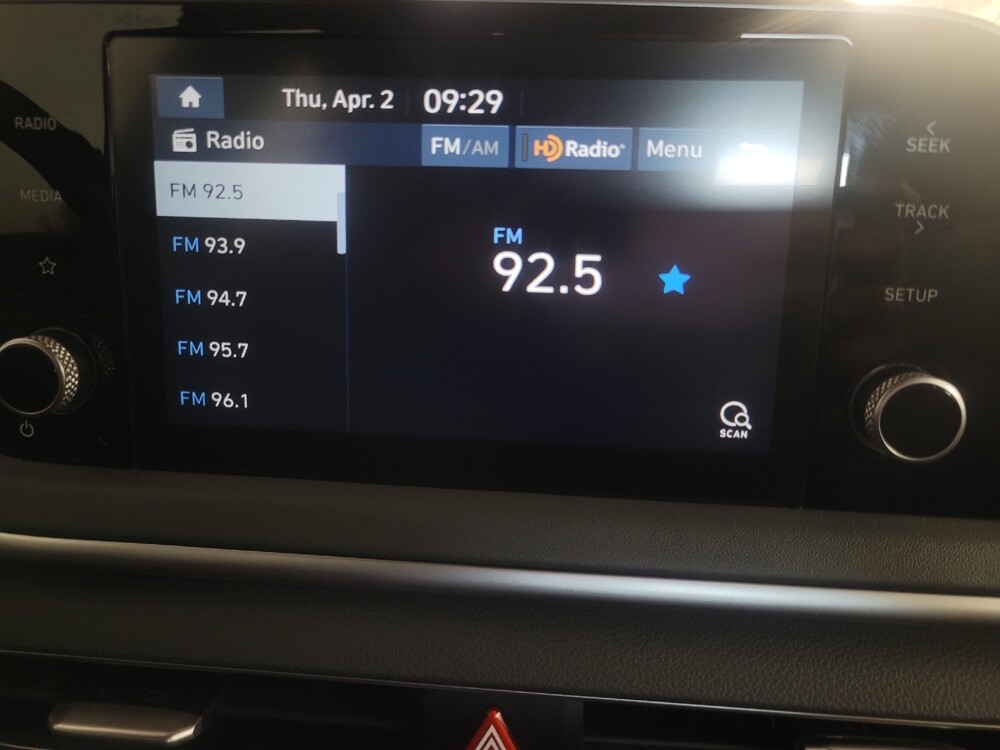 Thu, Apr. 2 09:29
RADIO
Radio FM/AM HD Radio® Menu
SEEK
FM 92.5
MEDIA
TRACK
FM
FM 93.9
92.5
FM 94.7
SETUP
FM 95.7
FM 96.1
SCAN